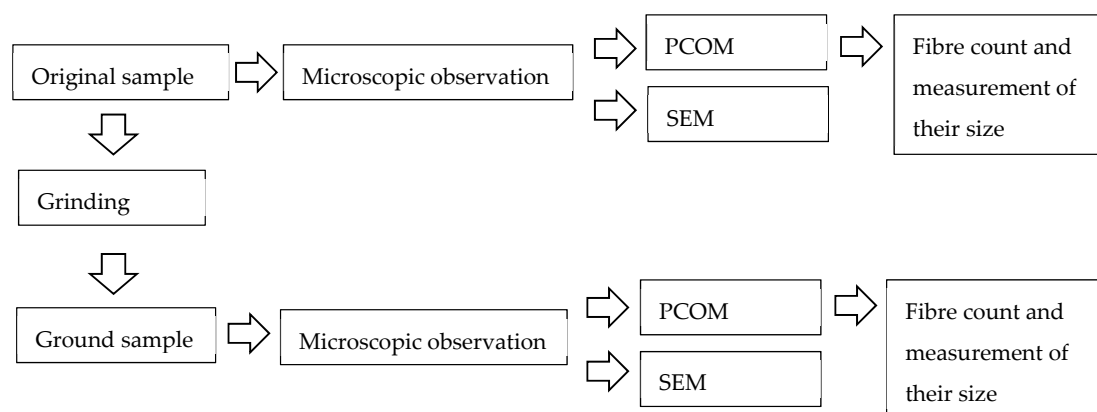 Original sample
Microscopic observation
PCOM
SEM
Fibre count and
measurement of
their size
Grinding
Ground sample
Microscopic observation
PCOM
SEM
Fibre count and
measurement of
their size